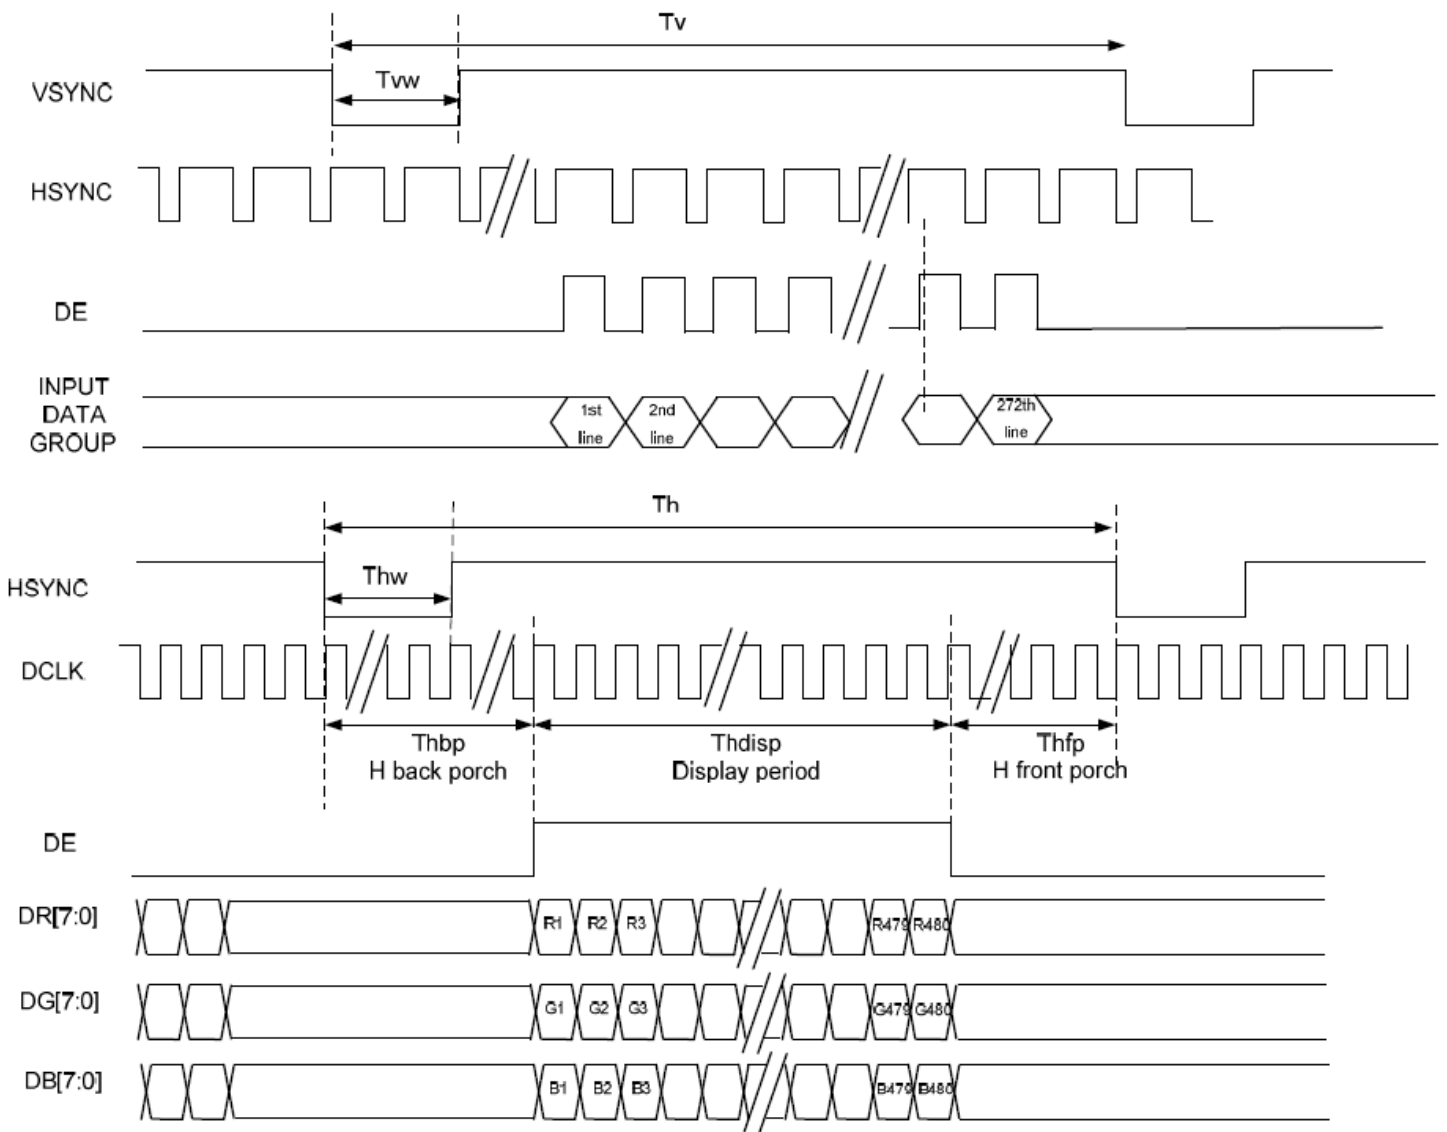 Tv
Tvw
VSYNC
HSYNC
DE
INPUT
DATA
GROUP
1st
line
2nd
line
272th
line
Th
Thw
HSYNC
DCLK
Thbp
H back porch
Thdisp
Display period
Thfp
H front porch
DE
DR[7:0]
R1 R2 R3 R479 R480
DG[7:0]
G1 G2 G3 G479 G480
DB[7:0]
B1 B2 B3 B479 B480